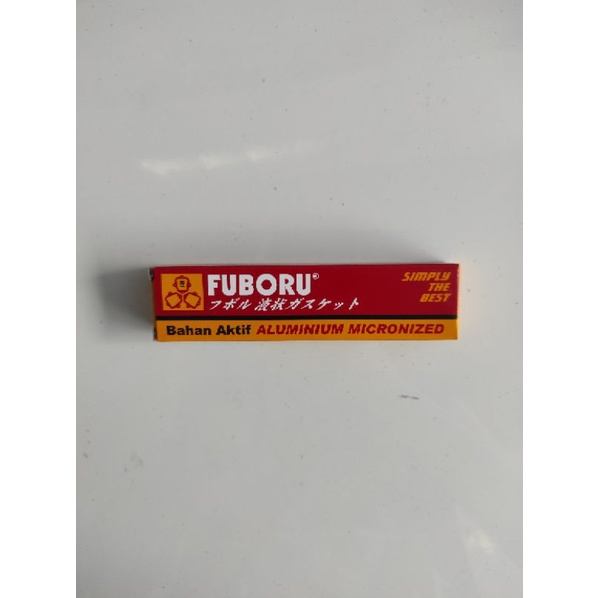 FUBORU®
フボル 液状ガスケット
SIMPLY
THE
BEST
Bahan Aktif ALUMINIUM MICRONIZED